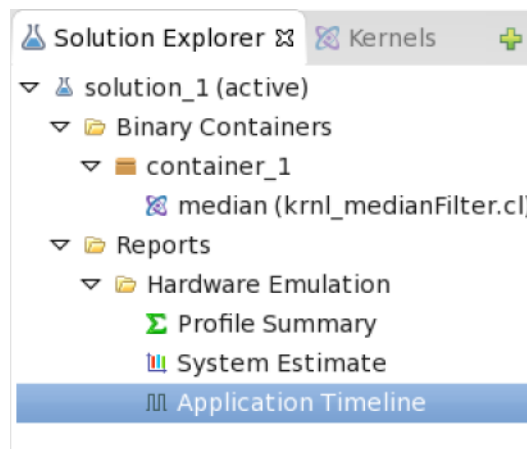 Solution Explorer Kernels
solution_1 (active)
Binary Containers
container_1
median (krnl_medianFilter.cl)
Reports
Hardware Emulation
Profile Summary
System Estimate
Application Timeline